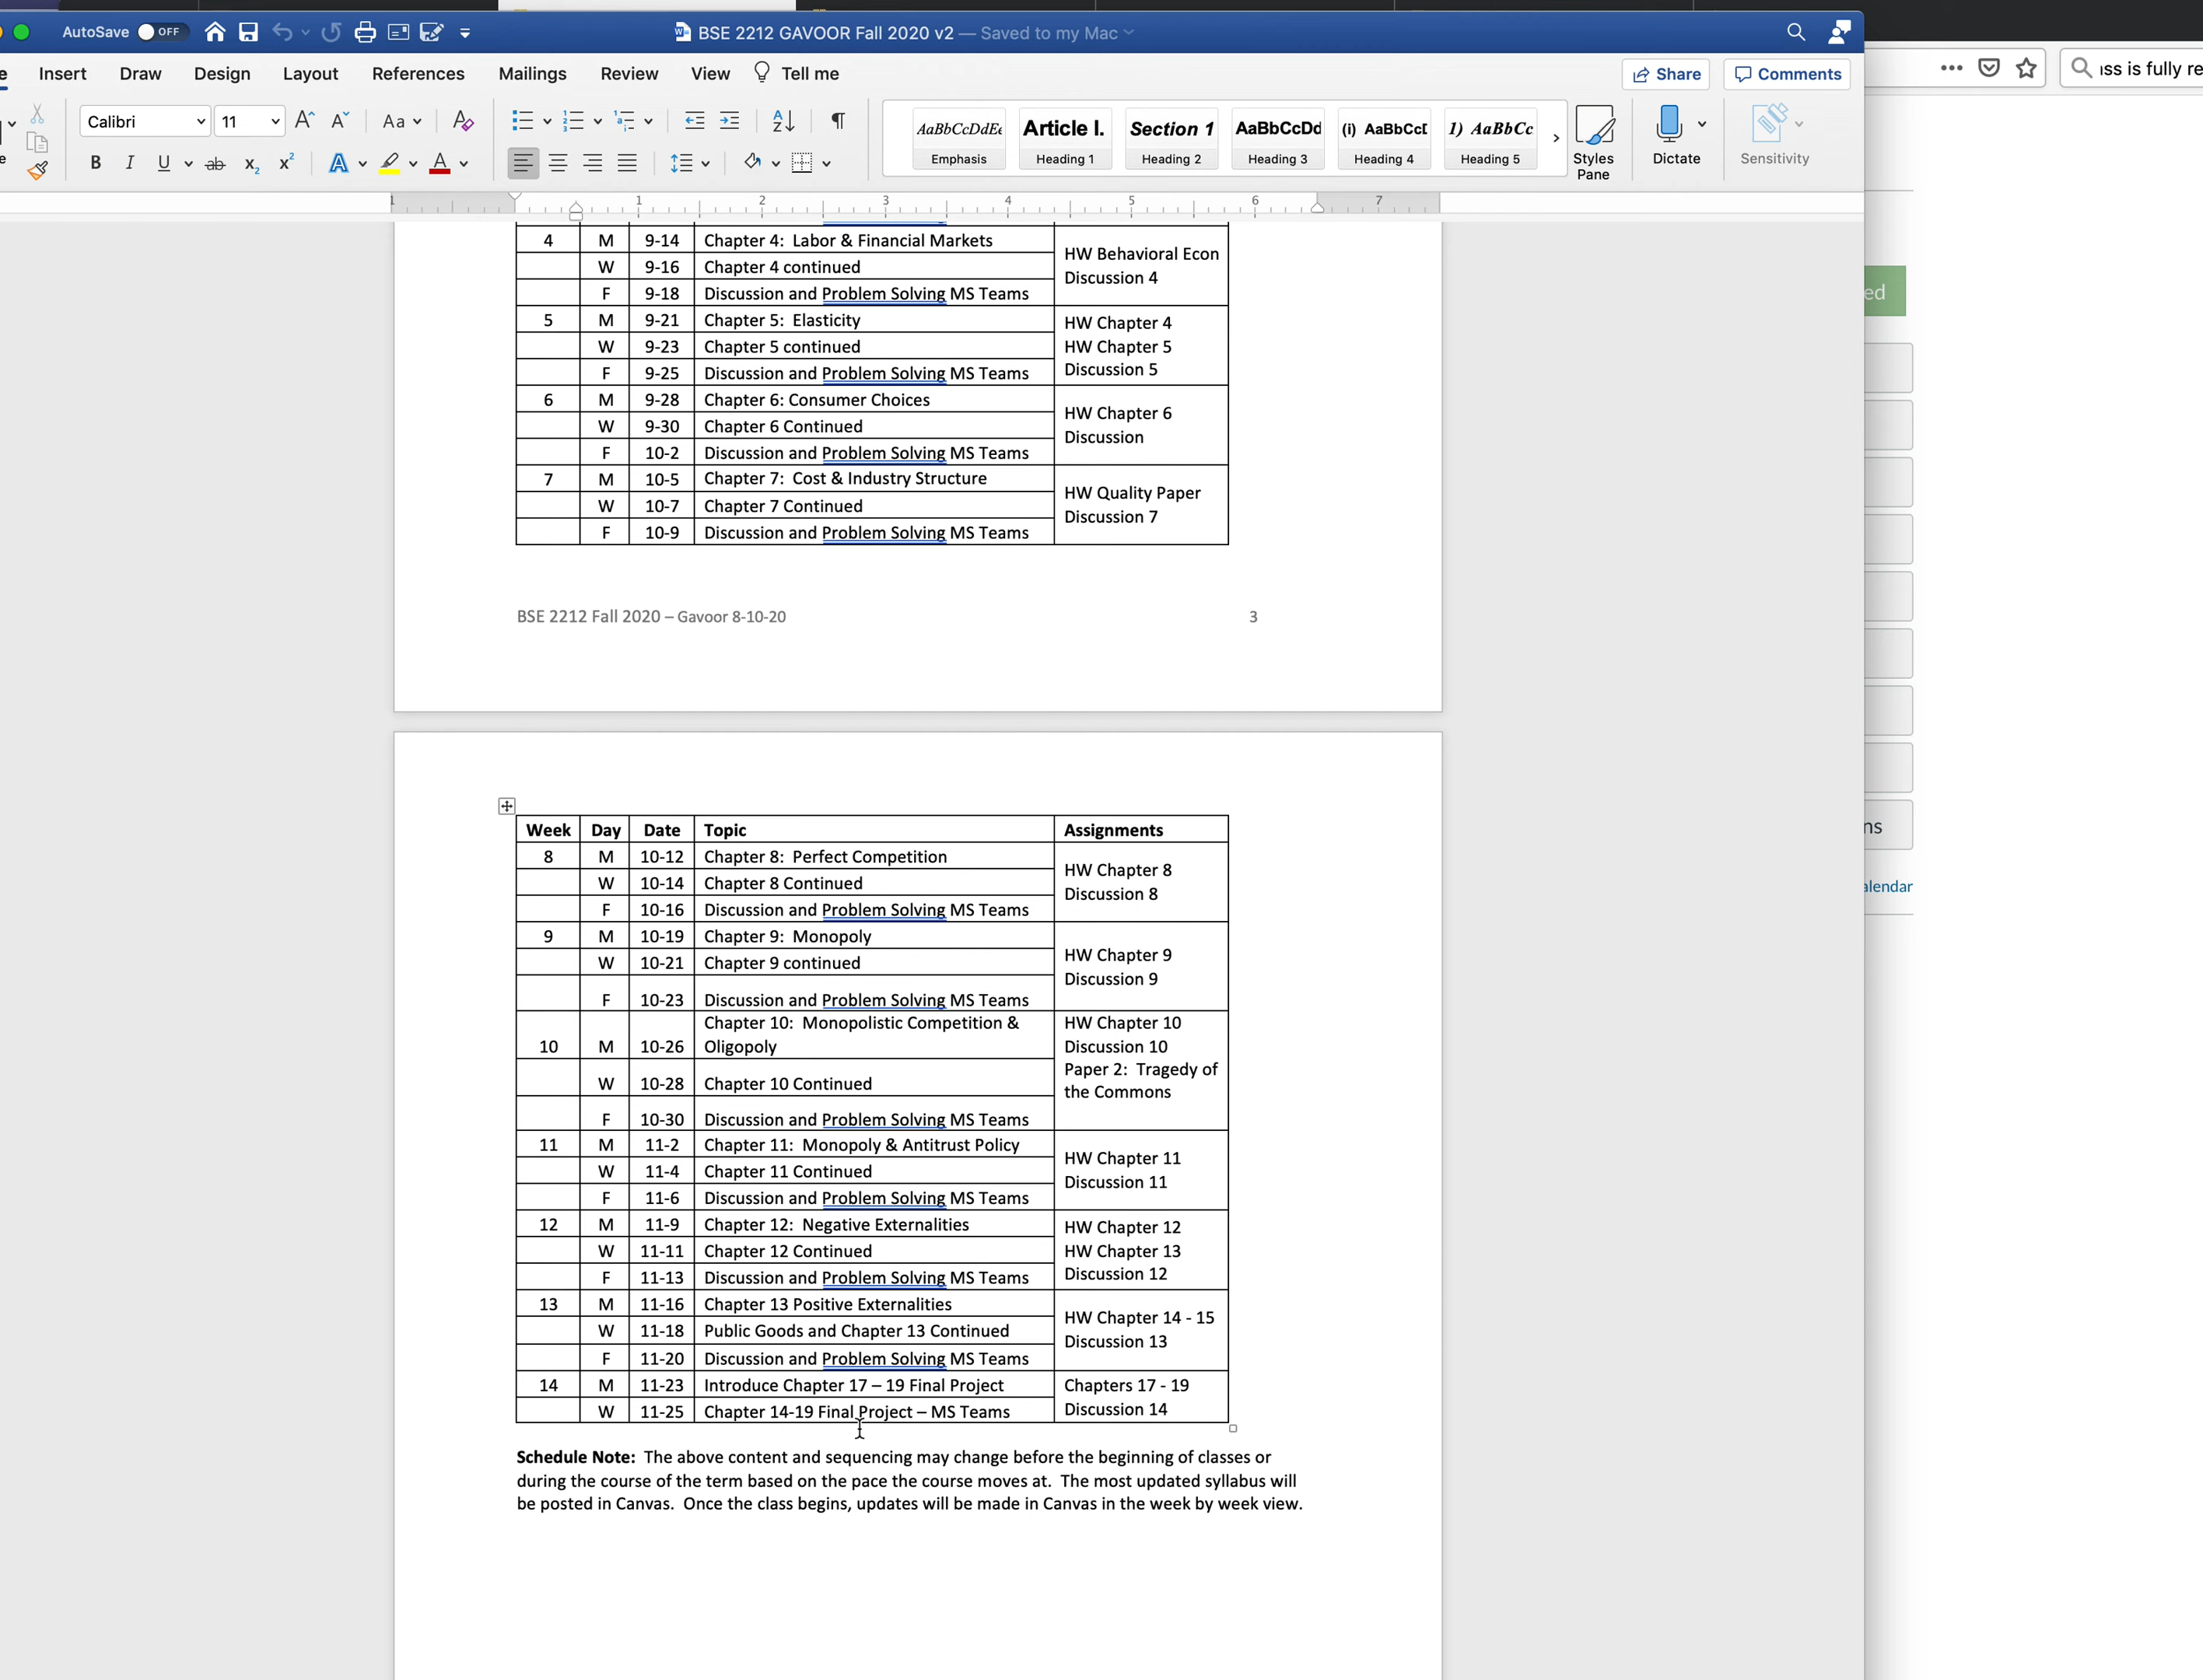 AutoSave OFF BSE 2212 GAVOOR Fall 2020 v2 — Saved to my Mac
Insert Draw Design Layout References Mailings Review View Tell me Share Comments
Calibri 11 Aa
AaBbCcDdEe Article I. Section 1 AaBbCcDd (i) AaBbCcI 1) AaBbCc
Emphasis Heading 1 Heading 2 Heading 3 Heading 4 Heading 5 Styles Pane Dictate Sensitivity
1 1 2 3 4 5 6 7
4 M 9-14 Chapter 4: Labor & Financial Markets HW Behavioral Econ
W 9-16 Chapter 4 continued Discussion 4
F 9-18 Discussion and Problem Solving MS Teams
5 M 9-21 Chapter 5: Elasticity HW Chapter 4
W 9-23 Chapter 5 continued HW Chapter 5
F 9-25 Discussion and Problem Solving MS Teams Discussion 5
6 M 9-28 Chapter 6: Consumer Choices HW Chapter 6
W 9-30 Chapter 6 Continued Discussion
F 10-2 Discussion and Problem Solving MS Teams
7 M 10-5 Chapter 7: Cost & Industry Structure HW Quality Paper
W 10-7 Chapter 7 Continued Discussion 7
F 10-9 Discussion and Problem Solving MS Teams
BSE 2212 Fall 2020 – Gavoor 8-10-20 3
Week Day Date Topic Assignments
8 M 10-12 Chapter 8: Perfect Competition HW Chapter 8
W 10-14 Chapter 8 Continued Discussion 8
F 10-16 Discussion and Problem Solving MS Teams
9 M 10-19 Chapter 9: Monopoly HW Chapter 9
W 10-21 Chapter 9 continued Discussion 9
F 10-23 Discussion and Problem Solving MS Teams
Chapter 10: Monopolistic Competition & HW Chapter 10
10 M 10-26 Oligopoly Discussion 10
Paper 2: Tragedy of
W 10-28 Chapter 10 Continued the Commons
F 10-30 Discussion and Problem Solving MS Teams
11 M 11-2 Chapter 11: Monopoly & Antitrust Policy HW Chapter 11
W 11-4 Chapter 11 Continued Discussion 11
F 11-6 Discussion and Problem Solving MS Teams
12 M 11-9 Chapter 12: Negative Externalities HW Chapter 12
W 11-11 Chapter 12 Continued HW Chapter 13
F 11-13 Discussion and Problem Solving MS Teams Discussion 12
13 M 11-16 Chapter 13 Positive Externalities HW Chapter 14 - 15
W 11-18 Public Goods and Chapter 13 Continued Discussion 13
F 11-20 Discussion and Problem Solving MS Teams
14 M 11-23 Introduce Chapter 17 – 19 Final Project Chapters 17 - 19
W 11-25 Chapter 14-19 Final Project – MS Teams Discussion 14
Schedule Note: The above content and sequencing may change before the beginning of classes or
during the course of the term based on the pace the course moves at. The most updated syllabus will
be posted in Canvas. Once the class begins, updates will be made in Canvas in the week by week view.
ss is fully re
ed
ns
alendar